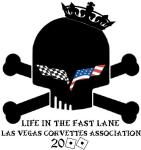 LIFE IN THE FAST LANE
LAS VEGAS CORVETTES ASSOCIATION
20